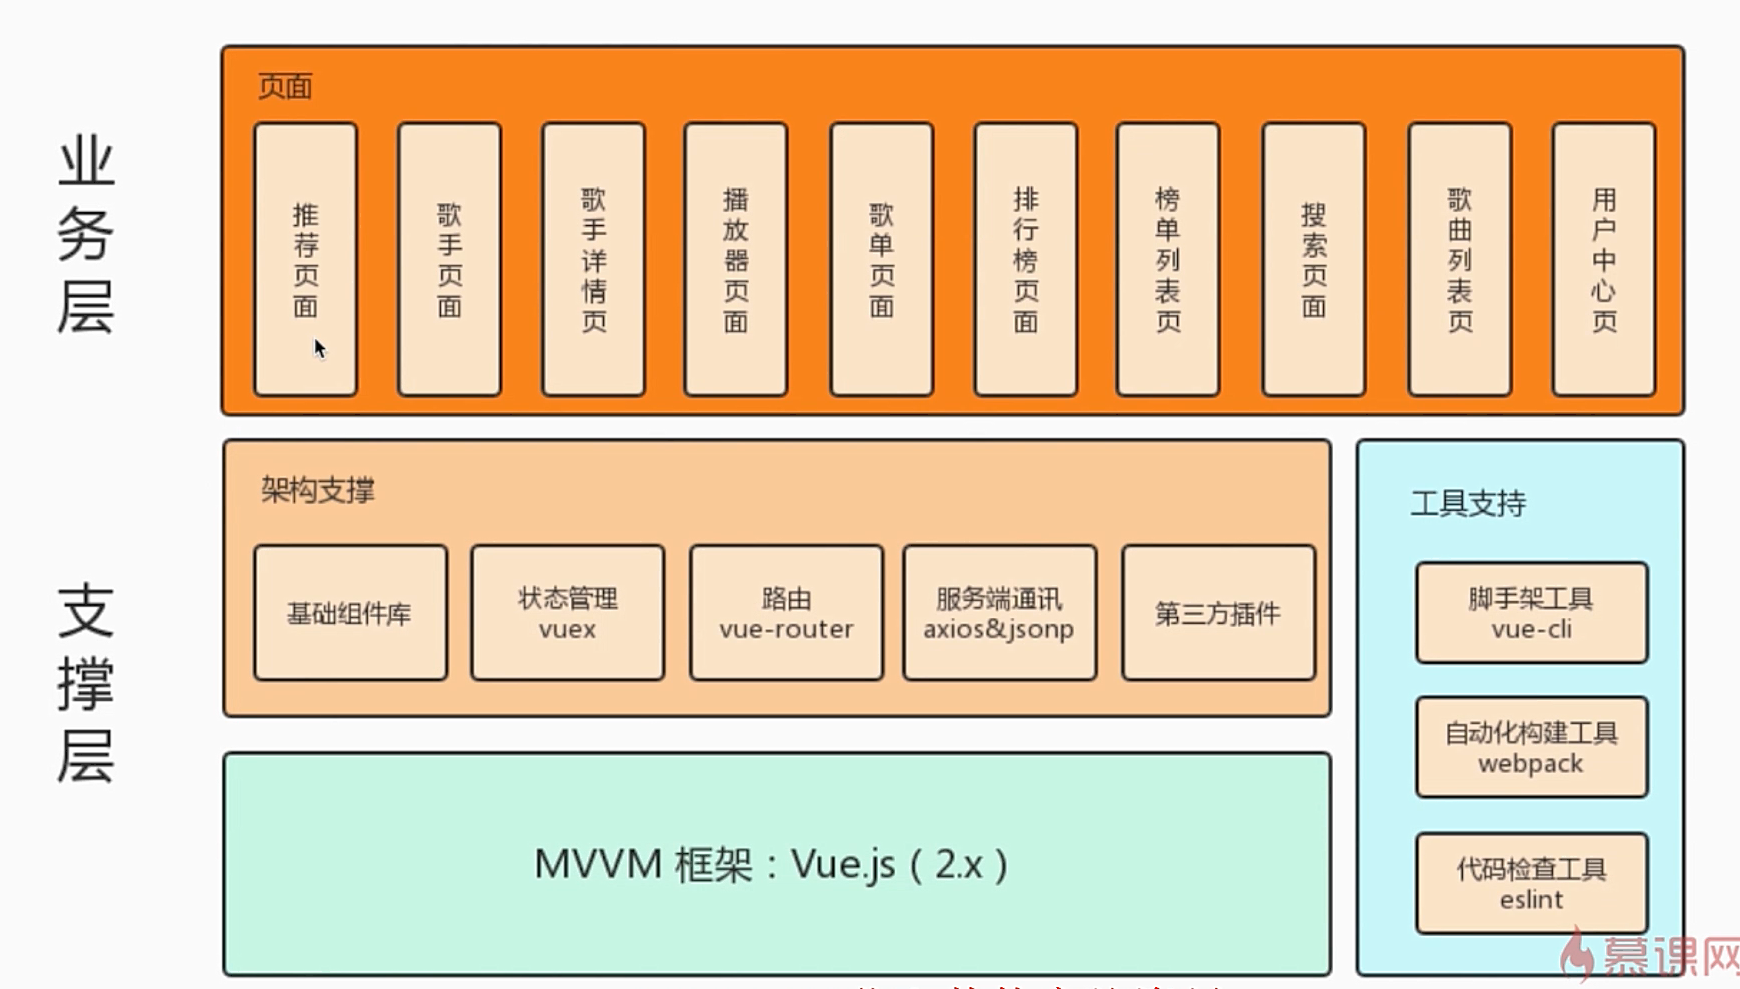 业务层
页面
推荐页面
歌手页面
歌手详情页
播放器页面
歌单页面
排行榜页面
榜单列表页
搜索页面
歌曲列表页
用户中心页
支撑层
架构支撑
基础组件库
状态管理
vuex
路由
vue-router
服务端通讯
axios&jsonp
第三方插件
MVVM 框架：Vue.js（2.x）
工具支持
脚手架工具
vue-cli
自动化构建工具
webpack
代码检查工具
eslint
慕课网